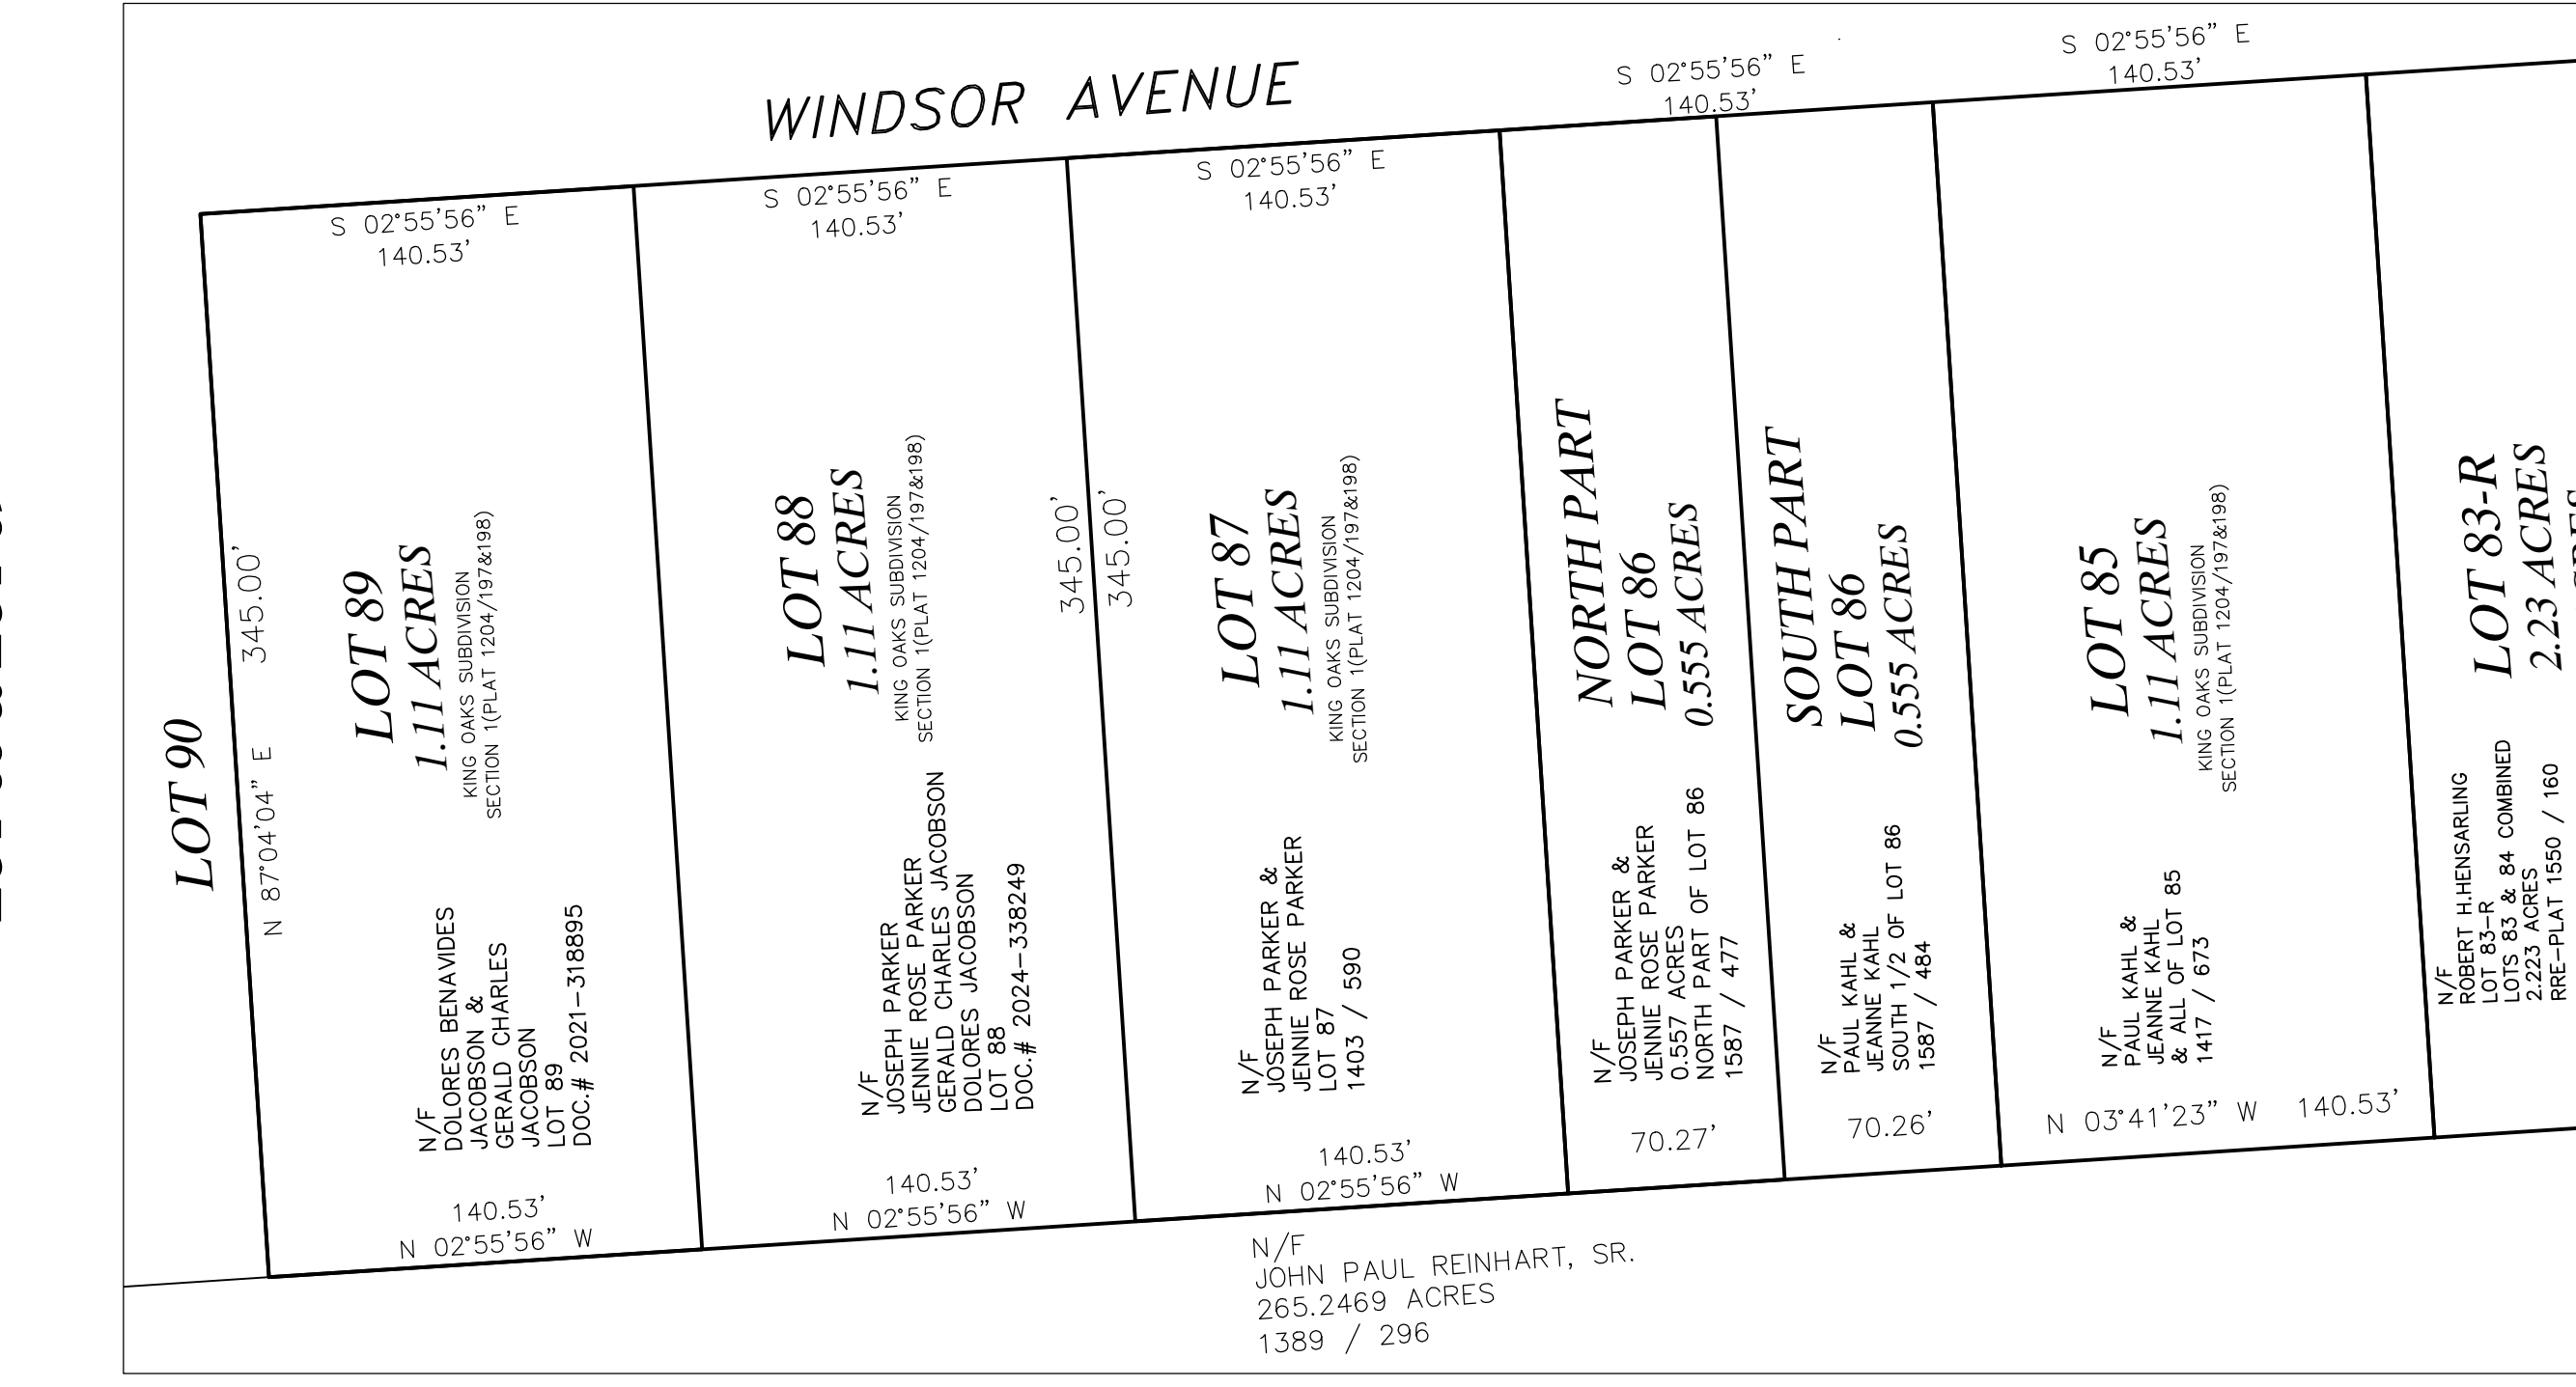 WINDSOR AVENUE
S 02°55'56" E
140.53'
S 02°55'56" E
140.53'
S 02°55'56" E
140.53'
S 02°55'56" E
140.53'
S 02°55'56" E
140.53'
LOT 90
N 87°04'04" E 345.00'
LOT 89
1.11 ACRES
KING OAKS SUBDIVISION
SECTION 1(PLAT 1204/197&198)
N/F
DOLORES BENAVIDES
JACOBSON &
GERALD CHARLES
JACOBSON
LOT 89
DOC.# 2021-318895
140.53'
N 02°55'56" W
LOT 88
1.11 ACRES
KING OAKS SUBDIVISION
SECTION 1(PLAT 1204/197&198)
N/F
JOSEPH PARKER
JENNIE ROSE PARKER
GERALD CHARLES JACOBSON
DOLORES JACOBSON
LOT 88
DOC.# 2024-338249
140.53'
N 02°55'56" W
345.00'
345.00'
LOT 87
1.11 ACRES
KING OAKS SUBDIVISION
SECTION 1(PLAT 1204/197&198)
N/F
JOSEPH PARKER &
JENNIE ROSE PARKER
LOT 87
1403 / 590
140.53'
N 02°55'56" W
NORTH PART
LOT 86
0.555 ACRES
N/F
JOSEPH PARKER &
JENNIE ROSE PARKER
0.557 ACRES
NORTH PART OF LOT 86
1587 / 477
70.27'
SOUTH PART
LOT 86
0.555 ACRES
N/F
PAUL KAHL &
JEANNE KAHL
SOUTH 1/2 OF LOT 86
1587 / 484
70.26'
LOT 85
1.11 ACRES
KING OAKS SUBDIVISION
SECTION 1(PLAT 1204/197&198)
N/F
PAUL KAHL &
JEANNE KAHL
& ALL OF LOT 85
1417 / 673
N 03°41'23" W 140.53'
LOT 83-R
2.23 ACRES
N/F
ROBERT H.HENSARLING
LOT 83-R
LOTS 83 & 84 COMBINED
2.223 ACRES
RRE-PLAT 1550 / 160
N/F
JOHN PAUL REINHART, SR.
265.2469 ACRES
1389 / 296